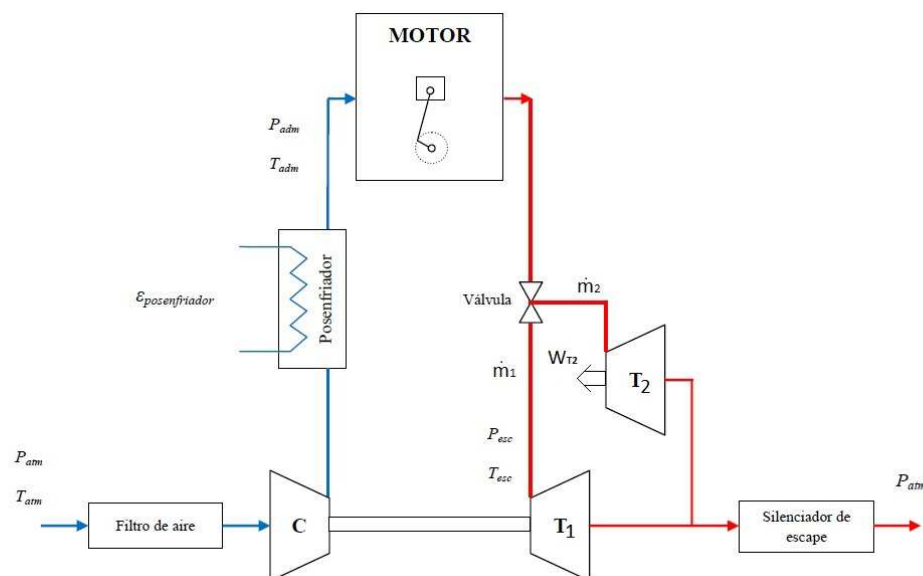 MOTOR
P_adm
T_adm
ε_posenfriador
Posenfriador
Válvula
ṁ₂
W_T2
T₂
ṁ₁
P_esc
T_esc
P_atm
T_atm
Filtro de aire
C
T₁
Silenciador de
escape
P_atm